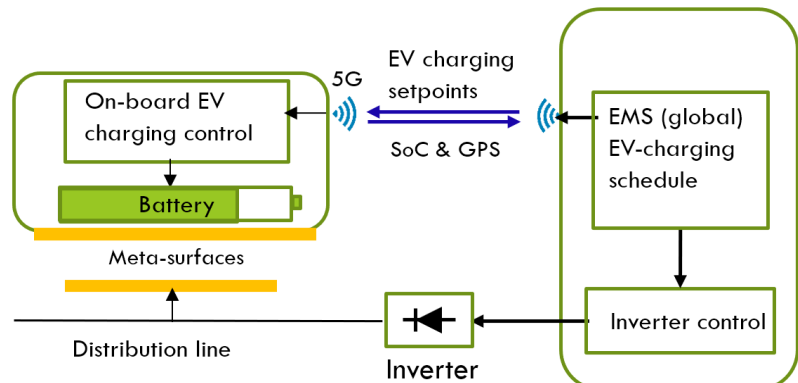 5G
EV charging
setpoints
SoC & GPS
On-board EV
charging control
Battery
Meta-surfaces
Distribution line
Inverter
EMS (global)
EV-charging
schedule
Inverter control